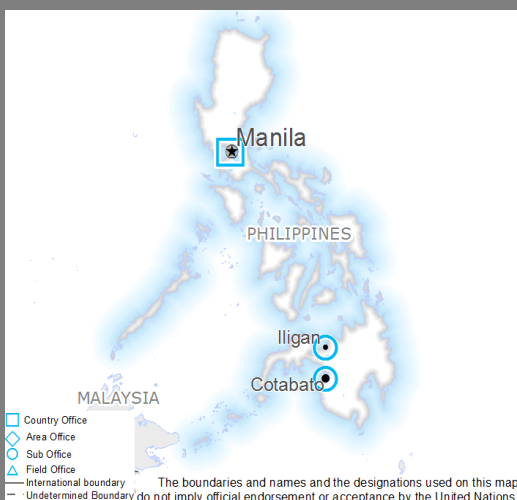 Manila
PHILIPPINES
Iligan
Cotabato
MALAYSIA
Country Office
Area Office
Sub Office
Field Office
International boundary
Undetermined Boundary
The boundaries and names and the designations used on this map
do not imply official endorsement or acceptance by the United Nations